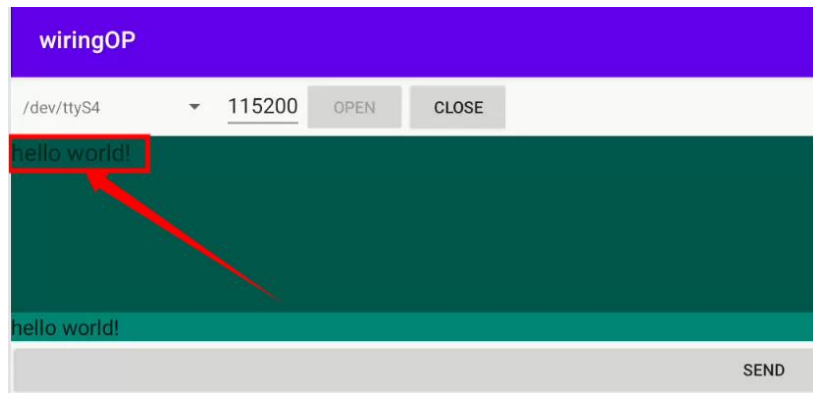 wiringOP
/dev/ttyS4 115200 OPEN CLOSE
hello world!
hello world!
SEND